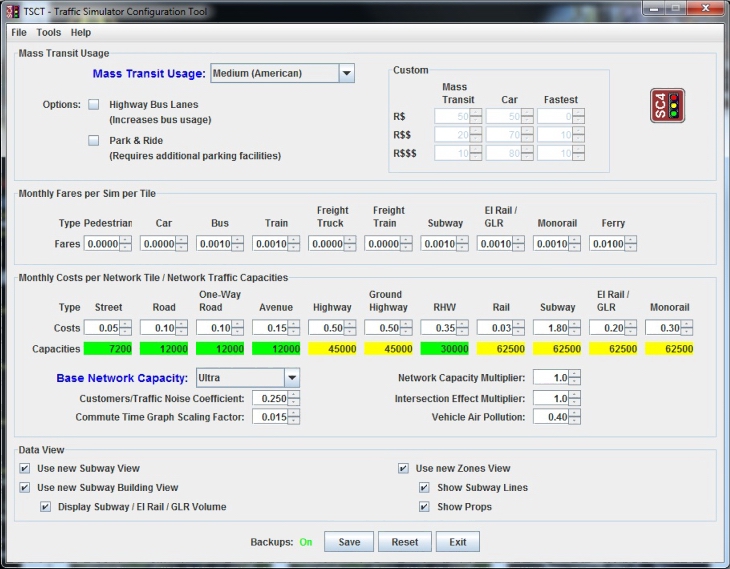 TSCT - Traffic Simulator Configuration Tool
File Tools Help
Mass Transit Usage
Mass Transit Usage: Medium (American)
Options: Highway Bus Lanes
(Increases bus usage)
Park & Ride
(Requires additional parking facilities)
Custom
Mass Transit Car Fastest
R$ 50 50 0
R$$ 20 70 10
R$$$ 10 80 10
SC4
Monthly Fares per Sim per Tile
Type Pedestrian Car Bus Train Freight Truck Freight Train Subway El Rail / GLR Monorail Ferry
Fares 0.0000 0.0000 0.0010 0.0010 0.0000 0.0000 0.0010 0.0010 0.0010 0.0100
Monthly Costs per Network Tile / Network Traffic Capacities
Type Street Road One-Way Road Avenue Highway Ground Highway RHW Rail Subway El Rail / GLR Monorail
Costs 0.05 0.10 0.10 0.15 0.50 0.50 0.35 0.03 1.80 0.20 0.30
Capacities 7200 12000 12000 12000 45000 45000 30000 62500 62500 62500 62500
Base Network Capacity: Ultra
Customers/Traffic Noise Coefficient: 0.250
Commute Time Graph Scaling Factor: 0.015
Network Capacity Multiplier: 1.0
Intersection Effect Multiplier: 1.0
Vehicle Air Pollution: 0.40
Data View
Use new Subway View
Use new Subway Building View
Display Subway / El Rail / GLR Volume
Use new Zones View
Show Subway Lines
Show Props
Backups: On Save Reset Exit